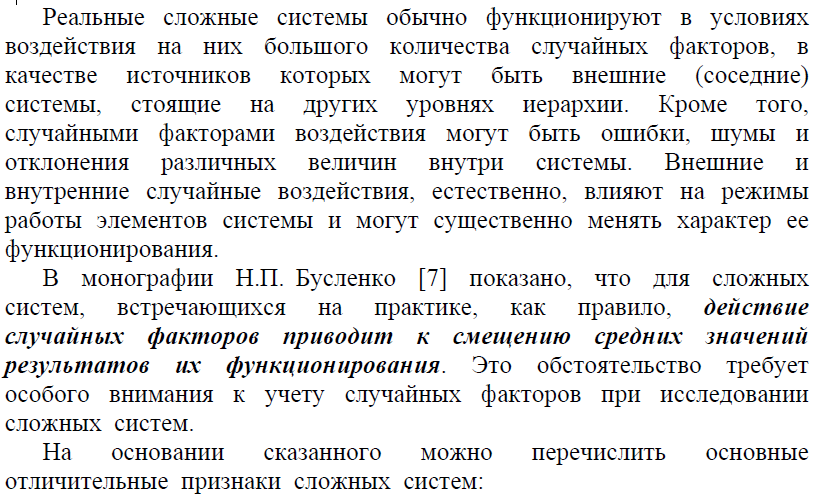 Реальные сложные системы обычно функционируют в условиях
воздействия на них большого количества случайных факторов, в
качестве источников которых могут быть внешние (соседние)
системы, стоящие на других уровнях иерархии. Кроме того,
случайными факторами воздействия могут быть ошибки, шумы и
отклонения различных величин внутри системы. Внешние и
внутренние случайные воздействия, естественно, влияют на режимы
работы элементов системы и могут существенно менять характер ее
функционирования.
В монографии Н.П. Бусленко [7] показано, что для сложных
систем, встречающихся на практике, как правило, действие
случайных факторов приводит к смещению средних значений
результатов их функционирования. Это обстоятельство требует
особого внимания к учету случайных факторов при исследовании
сложных систем.
На основании сказанного можно перечислить основные
отличительные признаки сложных систем: